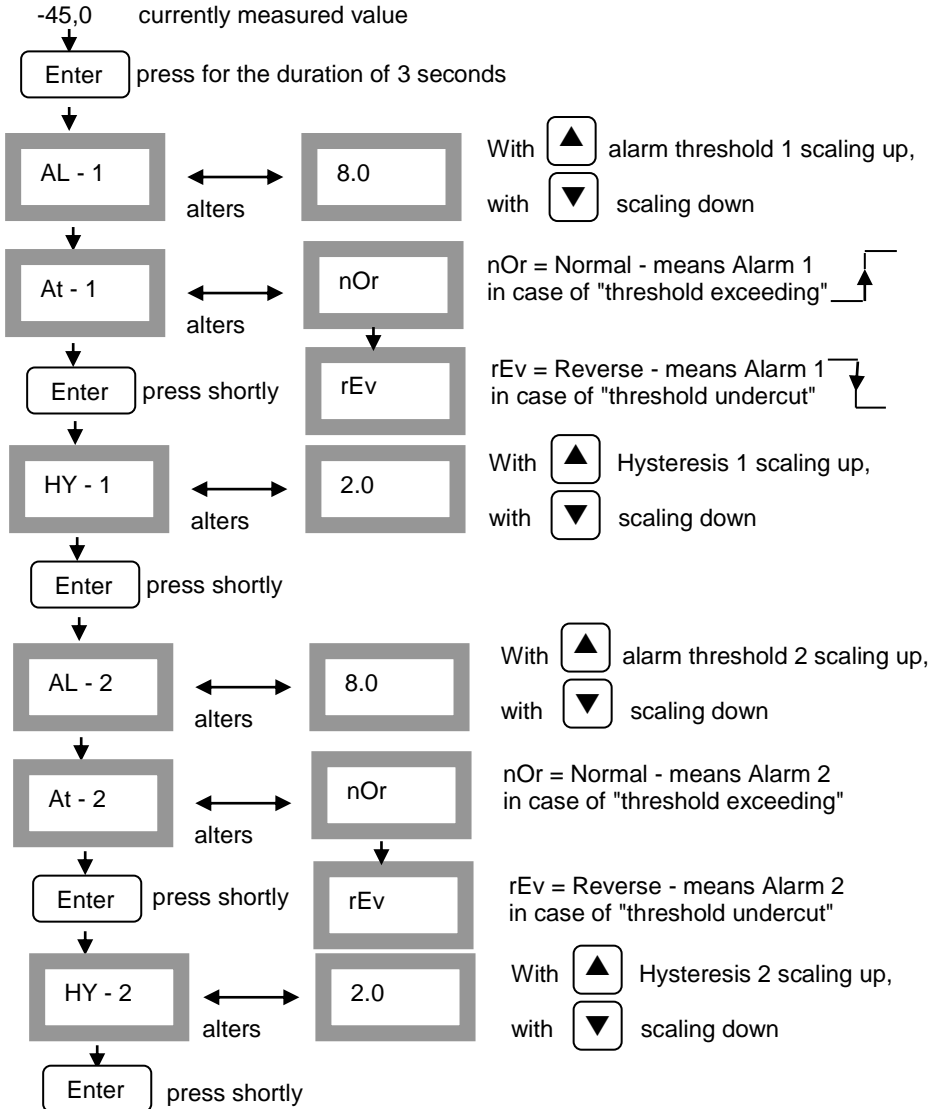 -45,0 currently measured value
Enter press for the duration of 3 seconds
AL - 1
alters
8.0
With ▲ alarm threshold 1 scaling up,
with ▼ scaling down
At - 1
alters
nOr
nOr = Normal - means Alarm 1
in case of "threshold exceeding"
Enter press shortly
rEv
rEv = Reverse - means Alarm 1
in case of "threshold undercut"
HY - 1
alters
2.0
With ▲ Hysteresis 1 scaling up,
with ▼ scaling down
Enter press shortly
AL - 2
alters
8.0
With ▲ alarm threshold 2 scaling up,
with ▼ scaling down
At - 2
alters
nOr
nOr = Normal - means Alarm 2
in case of "threshold exceeding"
Enter press shortly
rEv
rEv = Reverse - means Alarm 2
in case of "threshold undercut"
HY - 2
alters
2.0
With ▲ Hysteresis 2 scaling up,
with ▼ scaling down
Enter press shortly